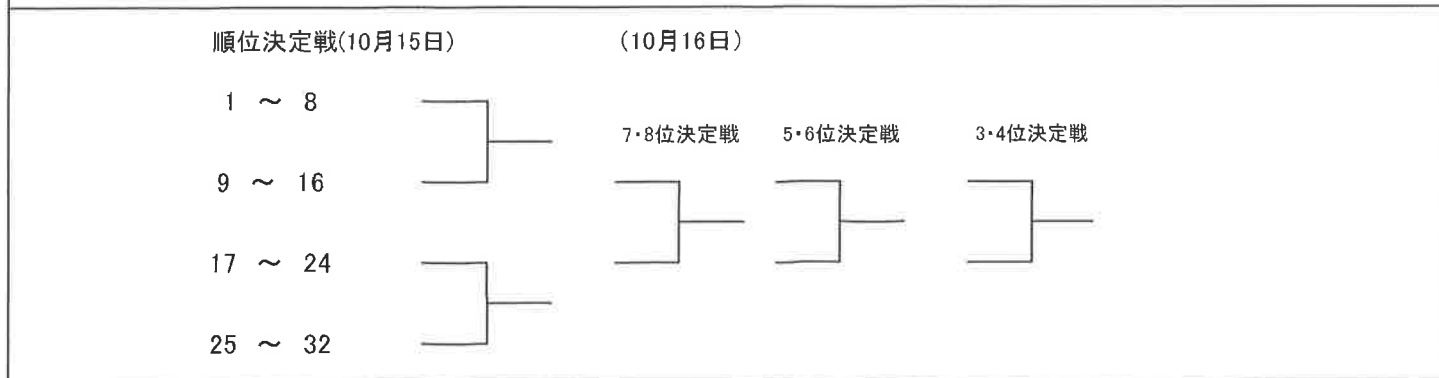 順位決定戦(10月15日)
(10月16日)
1 ～ 8
7・8位決定戦
5・6位決定戦
3・4位決定戦
9 ～ 16
17 ～ 24
25 ～ 32